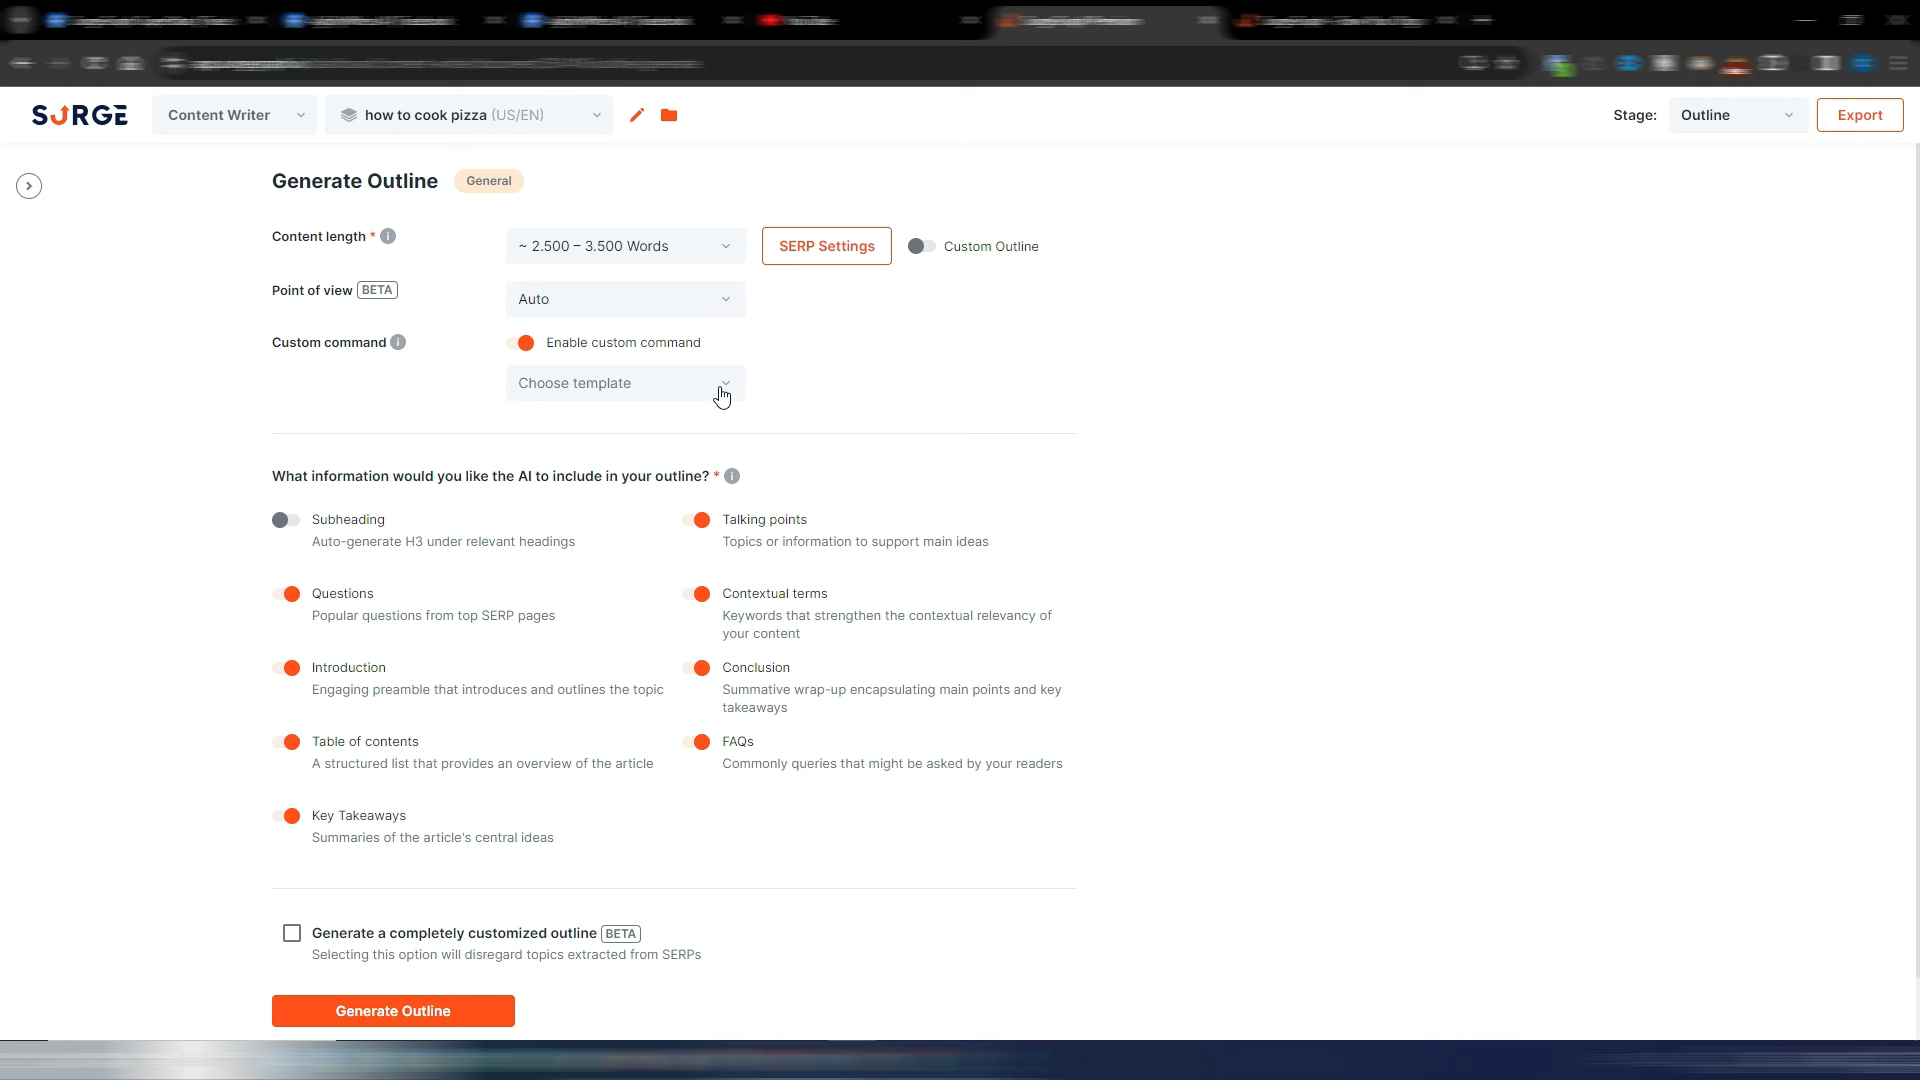 SURGE
Content Writer
how to cook pizza (US/EN)
Stage:
Outline
Export
Generate Outline
General
Content length *
~ 2.500 – 3.500 Words
SERP Settings
Custom Outline
Point of view BETA
Auto
Custom command
Enable custom command
Choose template
What information would you like the AI to include in your outline? *
Subheading
Auto-generate H3 under relevant headings
Talking points
Topics or information to support main ideas
Questions
Popular questions from top SERP pages
Contextual terms
Keywords that strengthen the contextual relevancy of
your content
Introduction
Engaging preamble that introduces and outlines the topic
Conclusion
Summative wrap-up encapsulating main points and key
takeaways
Table of contents
A structured list that provides an overview of the article
FAQs
Commonly queries that might be asked by your readers
Key Takeaways
Summaries of the article's central ideas
Generate a completely customized outline BETA
Selecting this option will disregard topics extracted from SERPs
Generate Outline